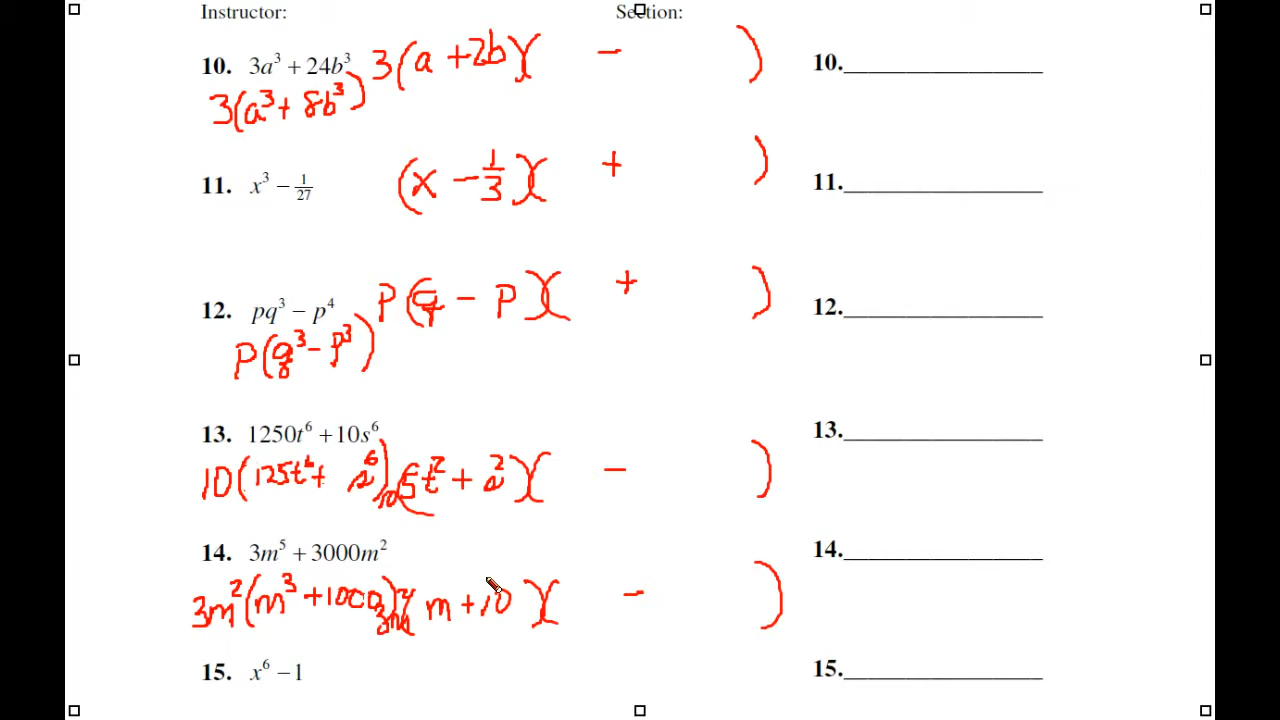 Instructor: Section:
10. 3a³ + 24b³ 3(a + 2b)( - ) 10.
3(a³ + 8b³)
11. x³ − 1/27 (x − 1/3)( + ) 11.
12. pq³ − p⁴ P(q − P)( + ) 12.
P(q³ − P³)
13. 1250t⁶ + 10s⁶ 13.
10(125t⁶ + s⁶) 10(5t² + s²)( − )
14. 3m⁵ + 3000m² 14.
3m²(m³ + 1000) 3m²(m + 10)( − )
15. x⁶ − 1 15.